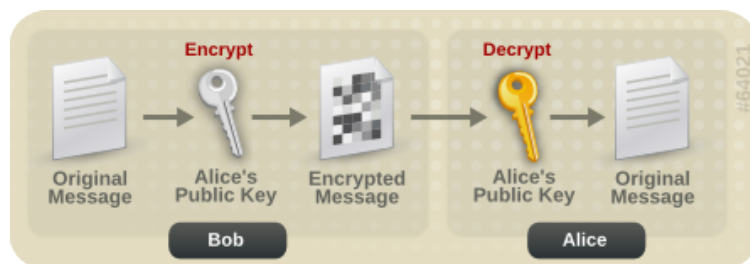 Encrypt
Decrypt
Original
Message
Alice's
Public Key
Encrypted
Message
Alice's
Public Key
Original
Message
Bob
Alice
#64021